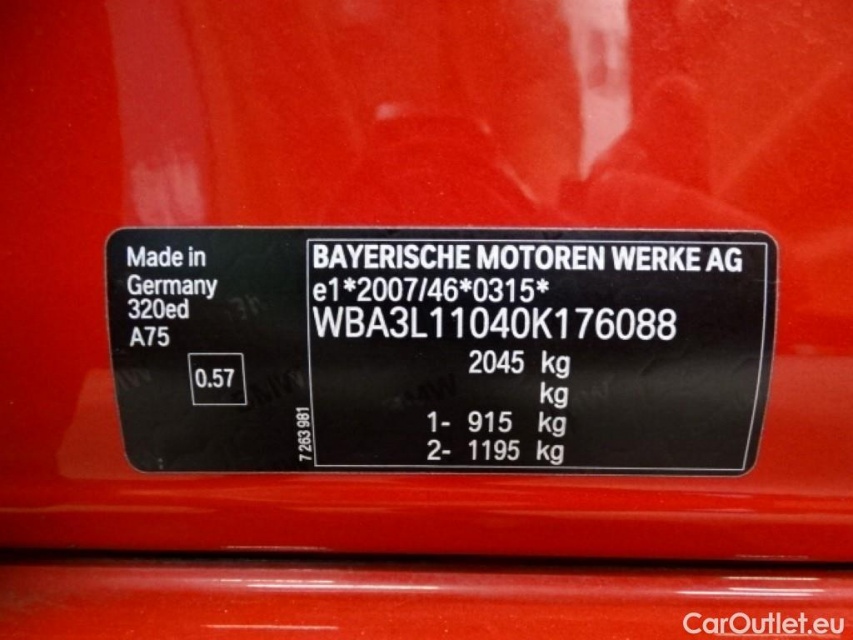 Made in
Germany
320ed
A75
0.57
7 263 981
BAYERISCHE MOTOREN WERKE AG
e1*2007/46*0315*
WBA3L11040K176088
2045 kg
kg
1- 915 kg
2- 1195 kg
CarOutlet.eu